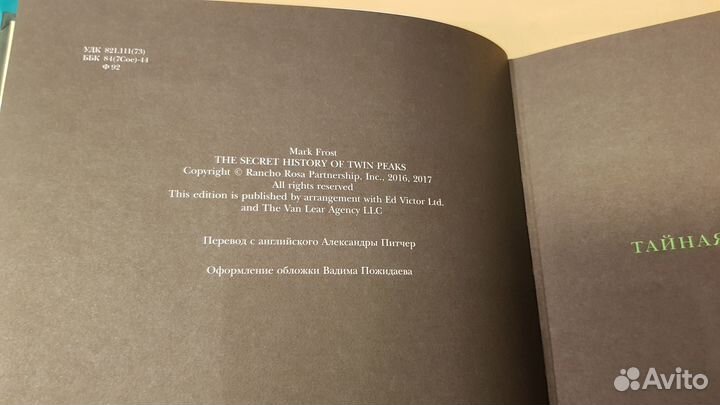 УДК 821.111(73)
ББК 84(7Сое)-44
Ф 92
Mark Frost
THE SECRET HISTORY OF TWIN PEAKS
Copyright © Rancho Rosa Partnership, Inc., 2016, 2017
All rights reserved
This edition is published by arrangement with Ed Victor Ltd.
and The Van Lear Agency LLC
Перевод с английского Александры Питчер
Оформление обложки Вадима Пожидаева
ТАЙНАЯ
Avito